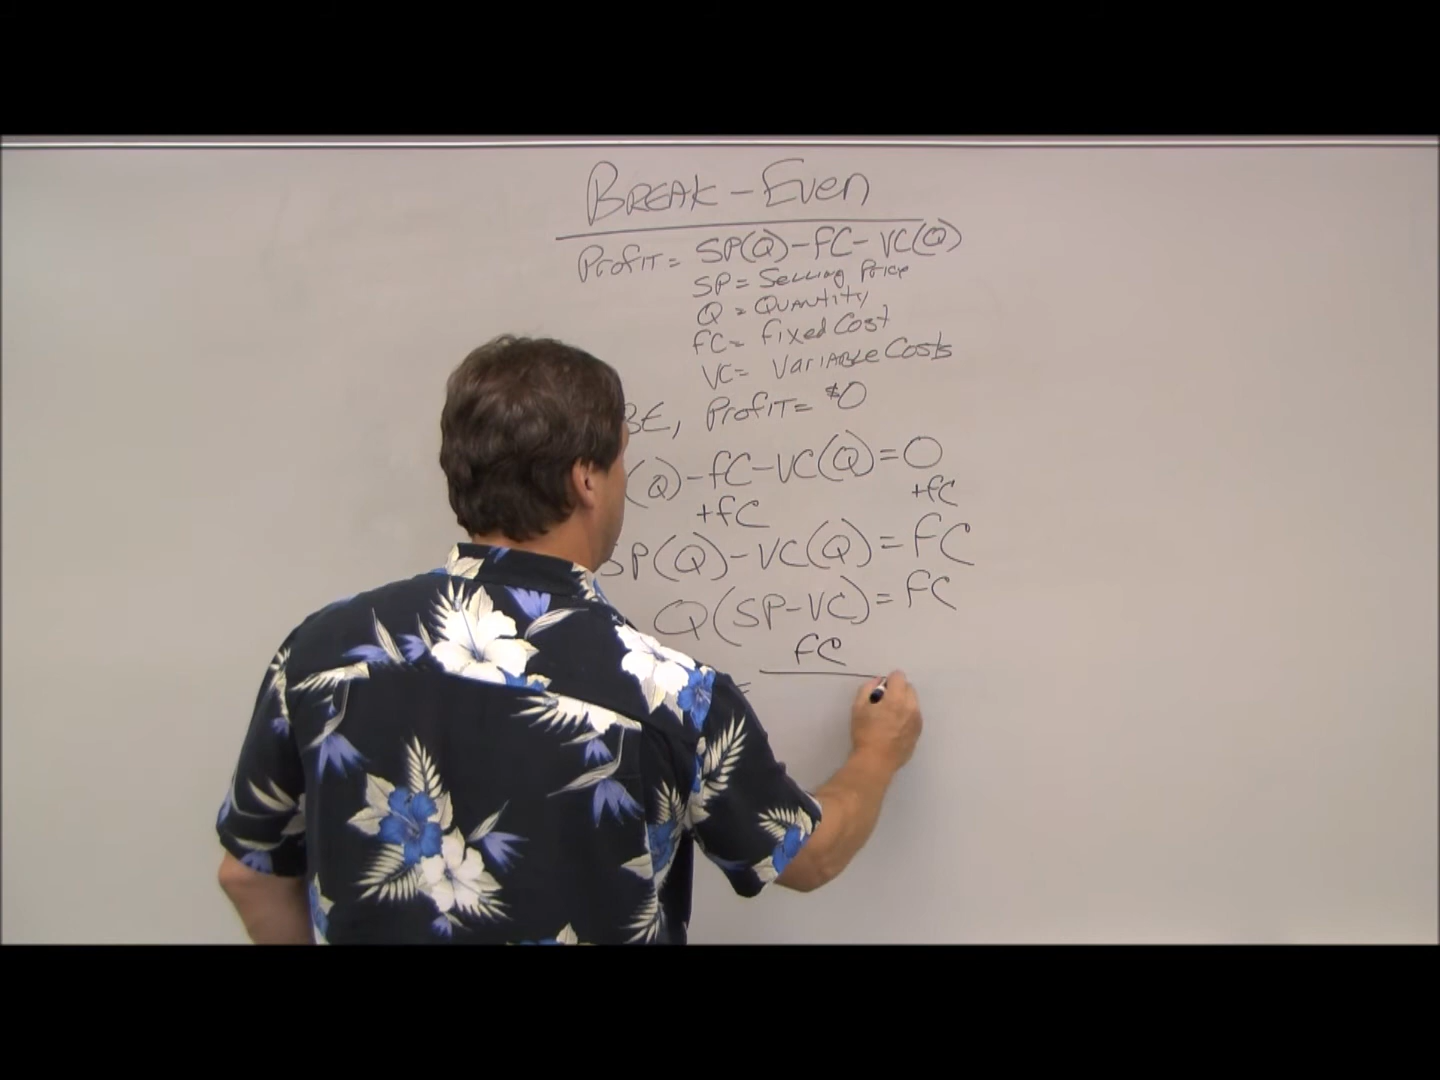 BREAK-EVEN
Profit = SP(Q)-FC-VC(Q)
SP = Selling Price
Q = Quantity
FC = Fixed Cost
VC = Variable Costs
BE, Profit = $0
(Q)-FC-VC(Q)=0
+FC +FC
SP(Q)-VC(Q)=FC
Q(SP-VC)=FC
FC
=